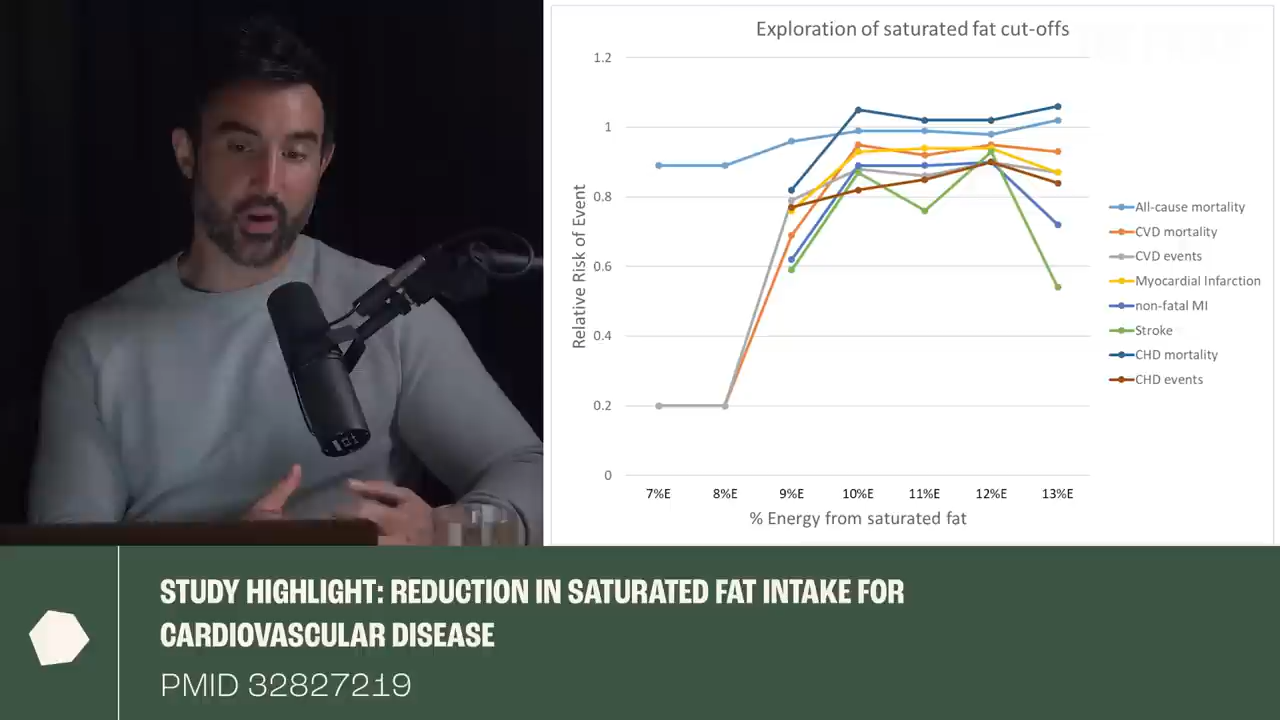 Exploration of saturated fat cut-offs
1.2
1
0.8
0.6
0.4
0.2
0
Relative Risk of Event
7%E 8%E 9%E 10%E 11%E 12%E 13%E
% Energy from saturated fat
All-cause mortality
CVD mortality
CVD events
Myocardial Infarction
non-fatal MI
Stroke
CHD mortality
CHD events
STUDY HIGHLIGHT: REDUCTION IN SATURATED FAT INTAKE FOR
CARDIOVASCULAR DISEASE
PMID 32827219